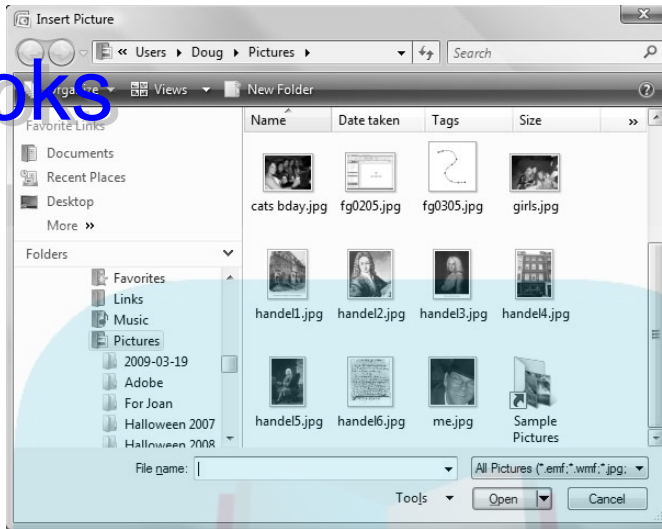 Insert Picture
« Users ▸ Doug ▸ Pictures ▸ Search
oks
Organize Views New Folder
Favorite Links
Documents
Recent Places
Desktop
More »
Folders
Favorites
Links
Music
Pictures
2009-03-19
Adobe
For Joan
Halloween 2007
Halloween 2008
Name Date taken Tags Size »
cats bday.jpg fg0205.jpg fg0305.jpg girls.jpg
handel1.jpg handel2.jpg handel3.jpg handel4.jpg
handel5.jpg handel6.jpg me.jpg Sample
Pictures
File name: All Pictures (*.emf;*.wmf;*.jpg;
Tools Open Cancel